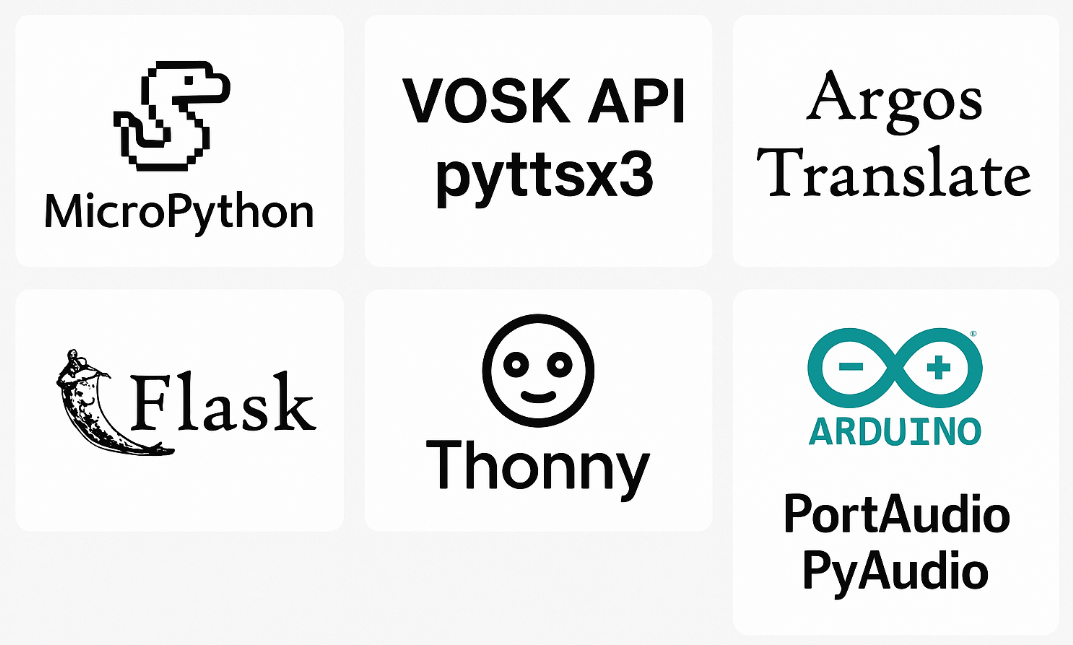 MicroPython
VOSK API
pyttsx3
Argos
Translate
Flask
Thonny
ARDUINO
PortAudio
PyAudio